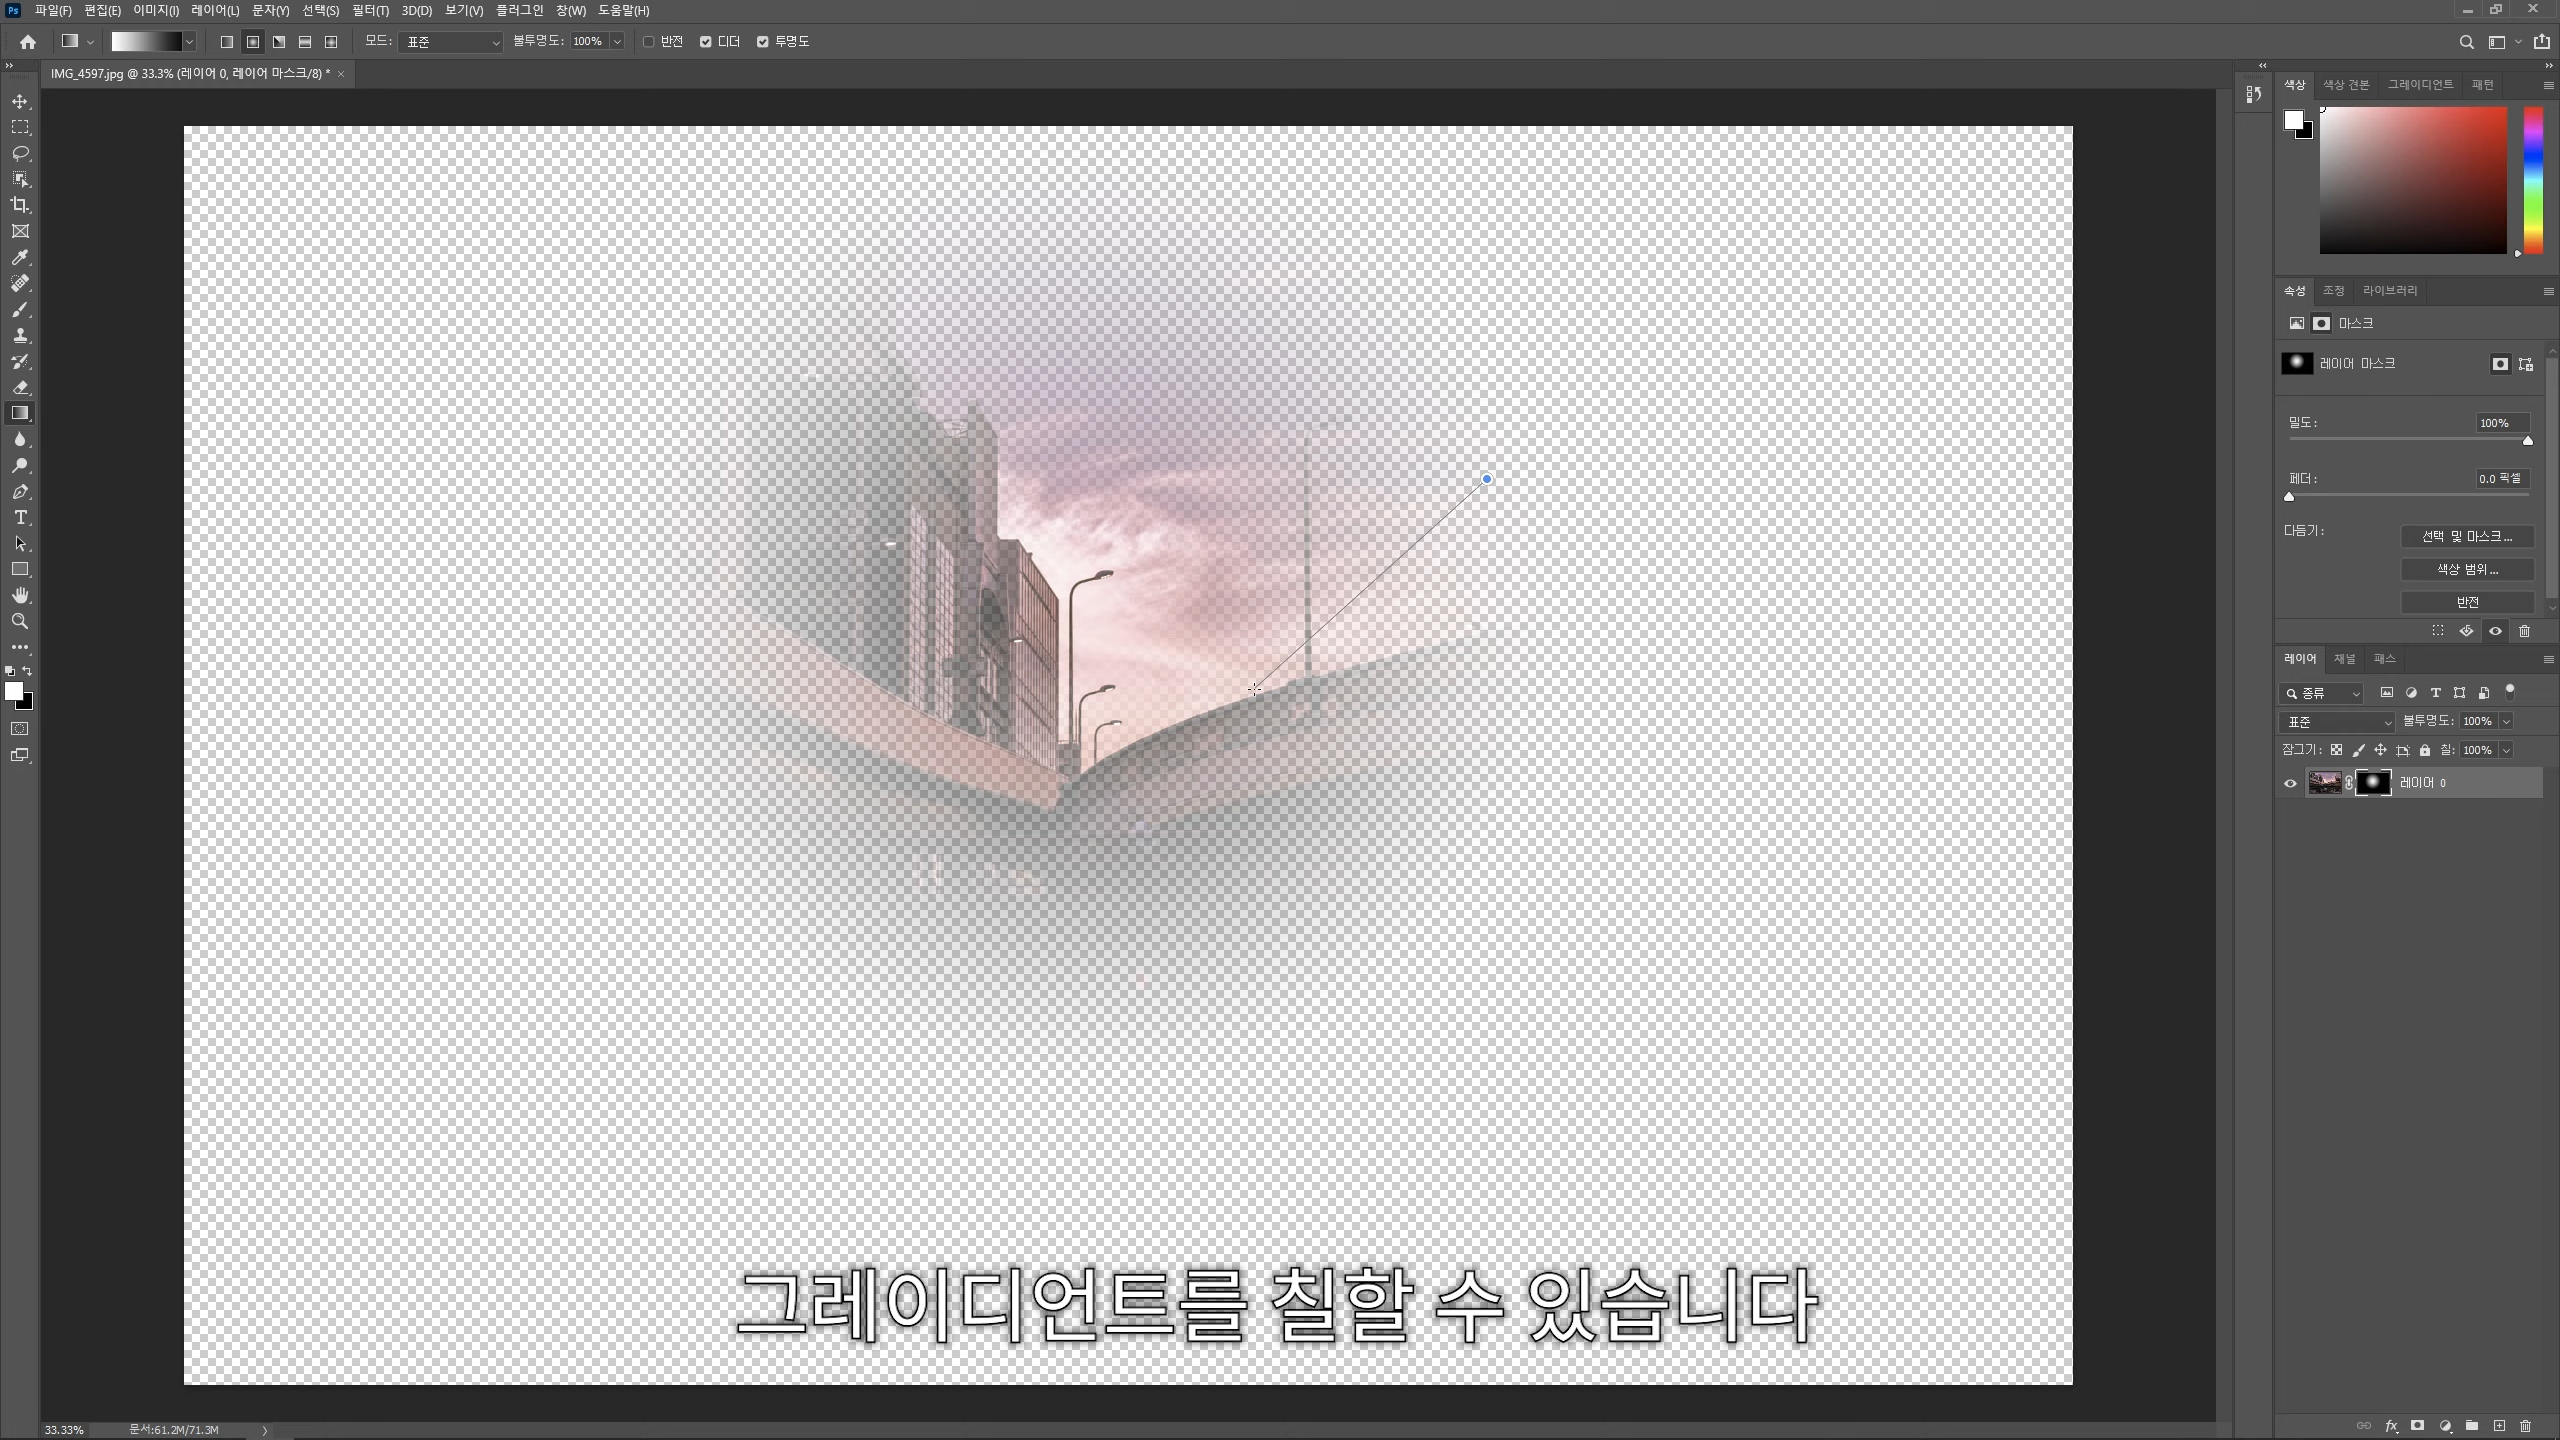 Ps 파일(F) 편집(E) 이미지(I) 레이어(L) 문자(Y) 선택(S) 필터(T) 3D(D) 보기(V) 플러그인 창(W) 도움말(H)
모드: 표준 불투명도: 100% 반전 디더 투명도
IMG_4597.jpg @ 33.3% (레이어 0, 레이어 마스크/8) *
색상 색상 견본 그레이디언트 패턴
속성 조정 라이브러리
마스크
레이어 마스크
밀도: 100%
페더: 0.0 픽셀
다듬기: 선택 및 마스크...
색상 범위...
반전
레이어 채널 패스
종류
표준 불투명도: 100%
잠그기: 칠: 100%
레이어 0
그레이디언트를 칠할 수 있습니다
33.33% 문서:61.2M/71.3M
fx